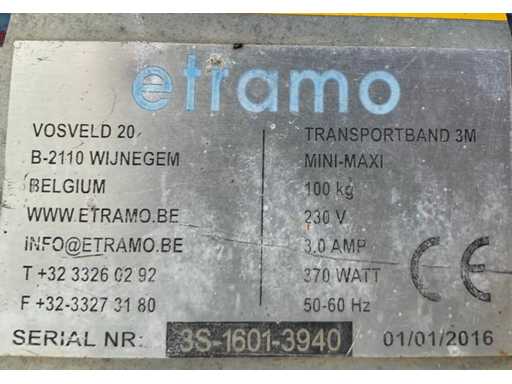 etramo
VOSVELD 20
B-2110 WIJNEGEM
BELGIUM
WWW.ETRAMO.BE
INFO@ETRAMO.BE
T +32 3326 02 92
F +32-3327 31 80
TRANSPORTBAND 3M
MINI-MAXI
100 kg
230 V
3.0 AMP
370 WATT
50-60 Hz
CE
SERIAL NR: 3S-1601-3940 01/01/2016